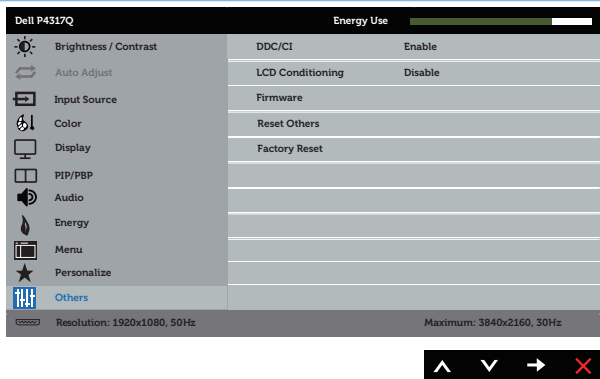 Dell P4317Q Energy Use
Brightness / Contrast DDC/CI Enable
Auto Adjust LCD Conditioning Disable
Input Source Firmware
Color Reset Others
Display Factory Reset
PIP/PBP
Audio
Energy
Menu
Personalize
Others
Resolution: 1920x1080, 50Hz Maximum: 3840x2160, 30Hz